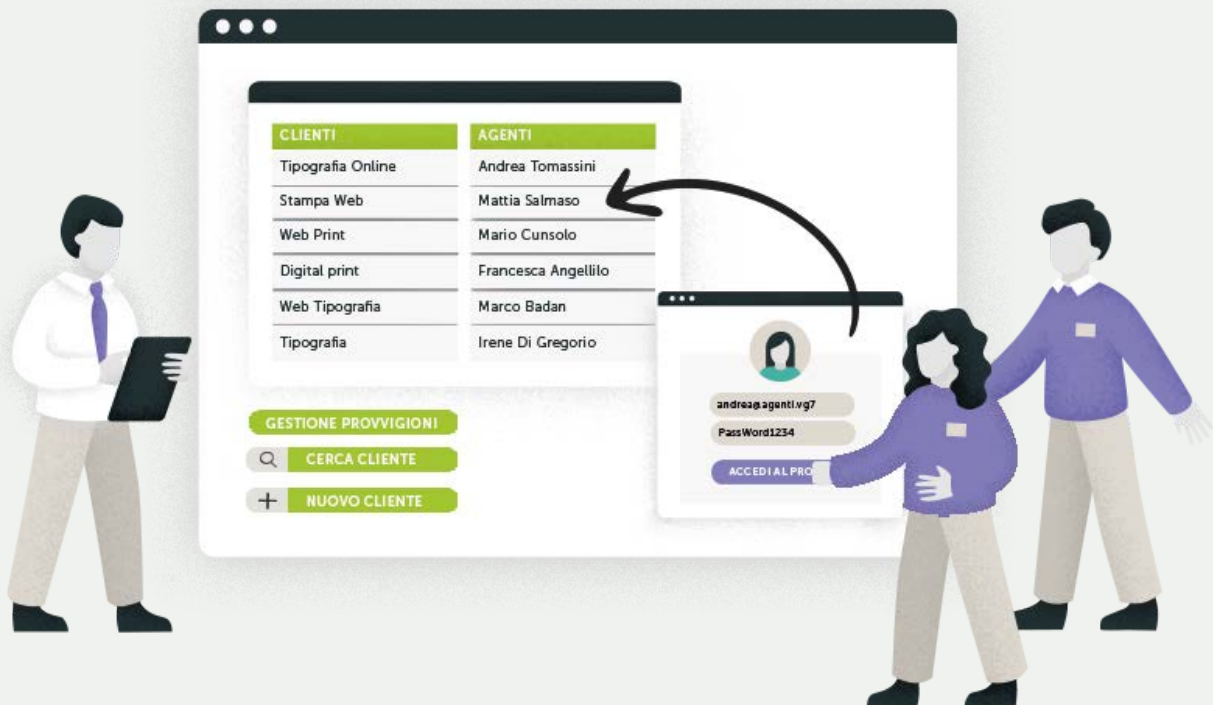 CLIENTI AGENTI
Tipografia Online Andrea Tomassini
Stampa Web Mattia Salmaso
Web Print Mario Cunsolo
Digital print Francesca Angellilo
Web Tipografia Marco Badan
Tipografia Irene Di Gregorio
GESTIONE PROVVIGIONI
CERCA CLIENTE
NUOVO CLIENTE
andrea@agenti.vg7
PassWord1234
ACCEDI AL PRO